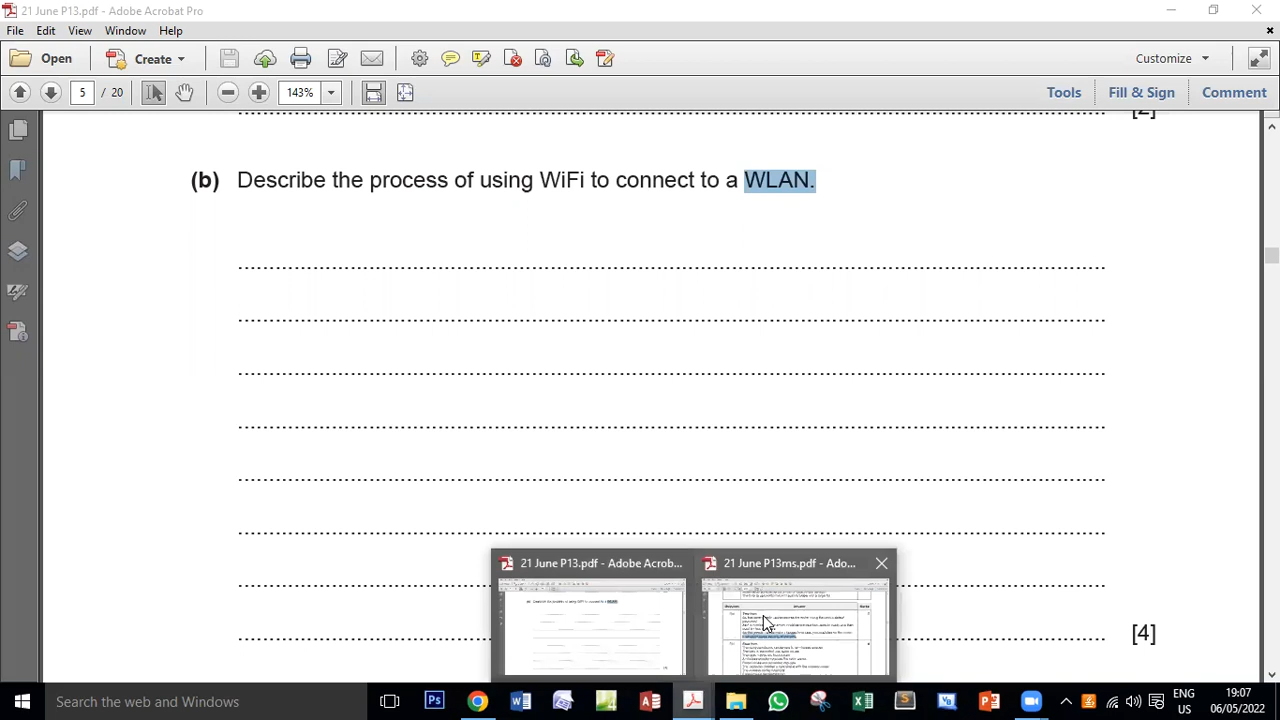 21 June P13.pdf - Adobe Acrobat Pro
File Edit View Window Help
Open Create Customize
5 / 20 143% Tools Fill & Sign Comment
[2]
(b) Describe the process of using WiFi to connect to a WLAN.
21 June P13.pdf - Adobe Acrob... 21 June P13ms.pdf - Ado...
[4]
Search the web and Windows
ENG
US
19:07
06/05/2022